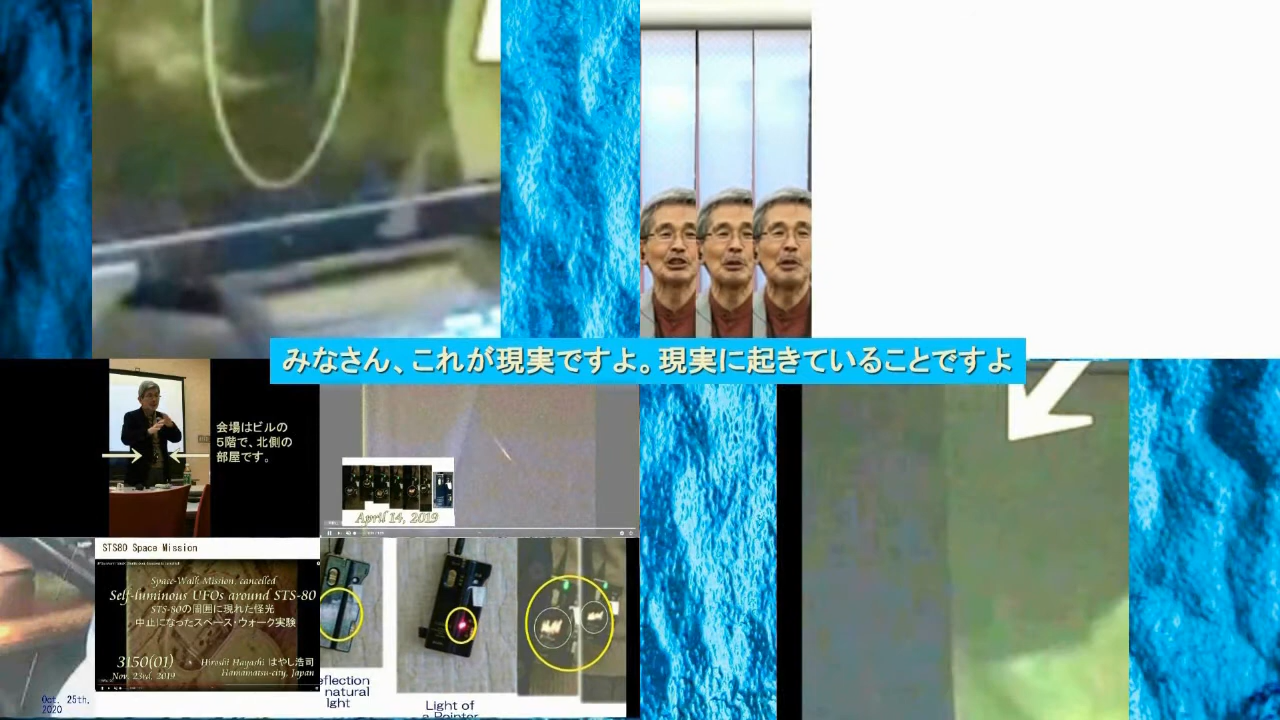 みなさん、これが現実ですよ。現実に起きていることですよ
会場はビルの
5階で、北側の
部屋です。
April 14, 2019
STS80 Space Mission
Space-Walk Mission, cancelled
Self-luminous UFOs around STS-80
STS-80の周囲に現れた怪光
中止になったスペース・ウォーク実験
3150(01)
Nov. 23rd, 2019
Hiroshi Hayashi はやし浩司
Hamamatsu-city, Japan
Oct. 25th,
2020
eflection
natural
lght
Light of
a Pointer